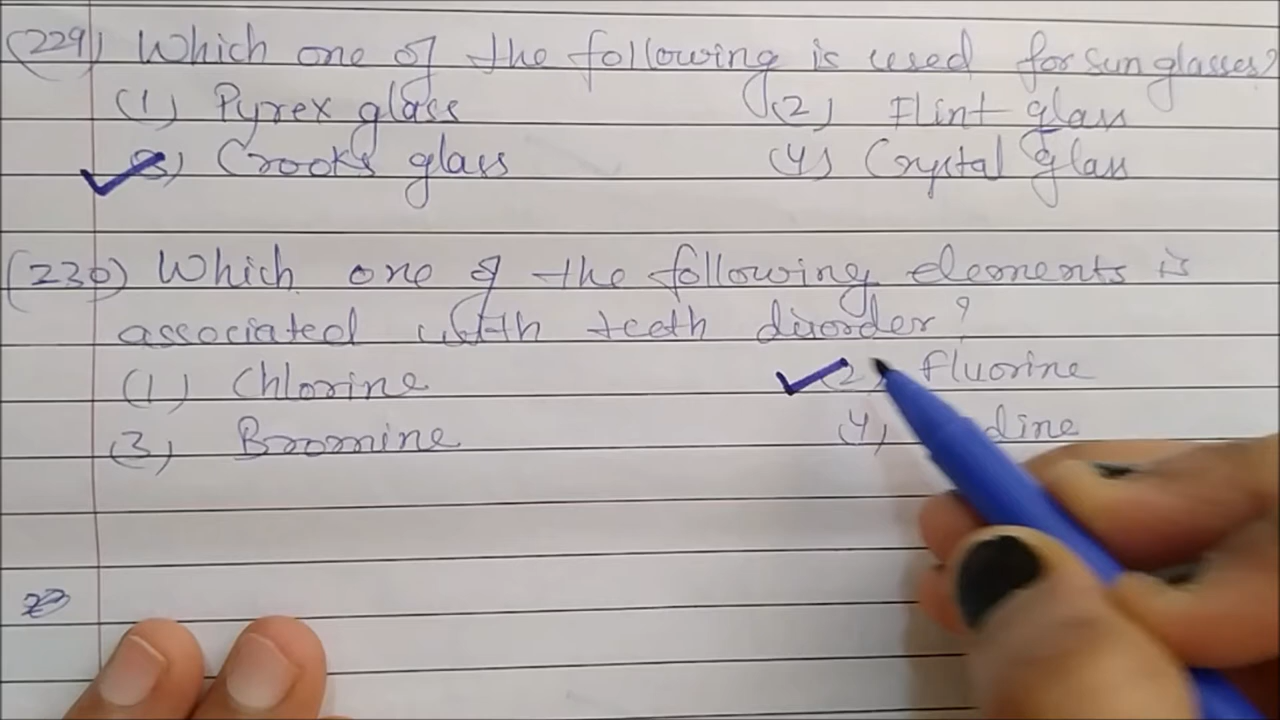 (229) Which one of the following is used for sunglasses?
(1) Pyrex glass (2) Flint glass
(3) Crooks glass (4) Crystal glass
(230) Which one of the following elements is
associated with teeth disorder?
(1) Chlorine (2) Fluorine
(3) Bromine (4)